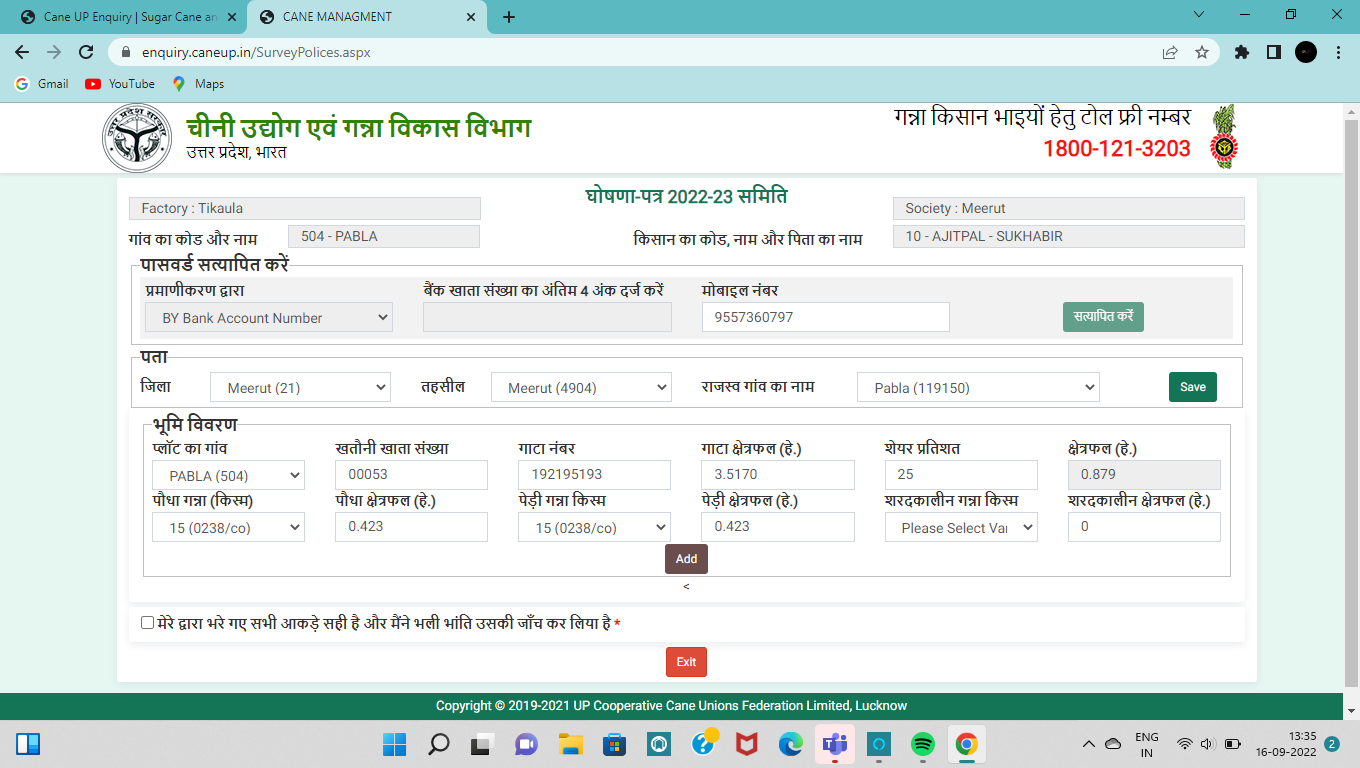 Cane UP Enquiry | Sugar Cane an
CANE MANAGMENT
enquiry.caneup.in/SurveyPolices.aspx
Gmail YouTube Maps
चीनी उद्योग एवं गन्ना विकास विभाग
उत्तर प्रदेश, भारत
गन्ना किसान भाइयों हेतु टोल फ्री नम्बर
1800-121-3203
घोषणा-पत्र 2022-23 समिति
Factory : Tikaula
Society : Meerut
गांव का कोड और नाम 504 - PABLA
किसान का कोड, नाम और पिता का नाम 10 - AJITPAL - SUKHABIR
पासवर्ड सत्यापित करें
प्रमाणीकरण द्वारा बैंक खाता संख्या का अंतिम 4 अंक दर्ज करें मोबाइल नंबर
BY Bank Account Number 9557360797 सत्यापित करें
पता
जिला Meerut (21) तहसील Meerut (4904) राजस्व गांव का नाम Pabla (119150) Save
भूमि विवरण
प्लॉट का गांव खतौनी खाता संख्या गाटा नंबर गाटा क्षेत्रफल (हे.) शेयर प्रतिशत क्षेत्रफल (हे.)
PABLA (504) 00053 192195193 3.5170 25 0.879
पौधा गन्ना (किस्म) पौधा क्षेत्रफल (हे.) पेड़ी गन्ना किस्म पेड़ी क्षेत्रफल (हे.) शरदकालीन गन्ना किस्म शरदकालीन क्षेत्रफल (हे.)
15 (0238/co) 0.423 15 (0238/co) 0.423 Please Select Var 0
Add
<
मेरे द्वारा भरे गए सभी आकड़े सही है और मैंने भली भांति उसकी जाँच कर लिया है *
Exit
Copyright © 2019-2021 UP Cooperative Cane Unions Federation Limited, Lucknow
ENG
IN
13:35
16-09-2022
2